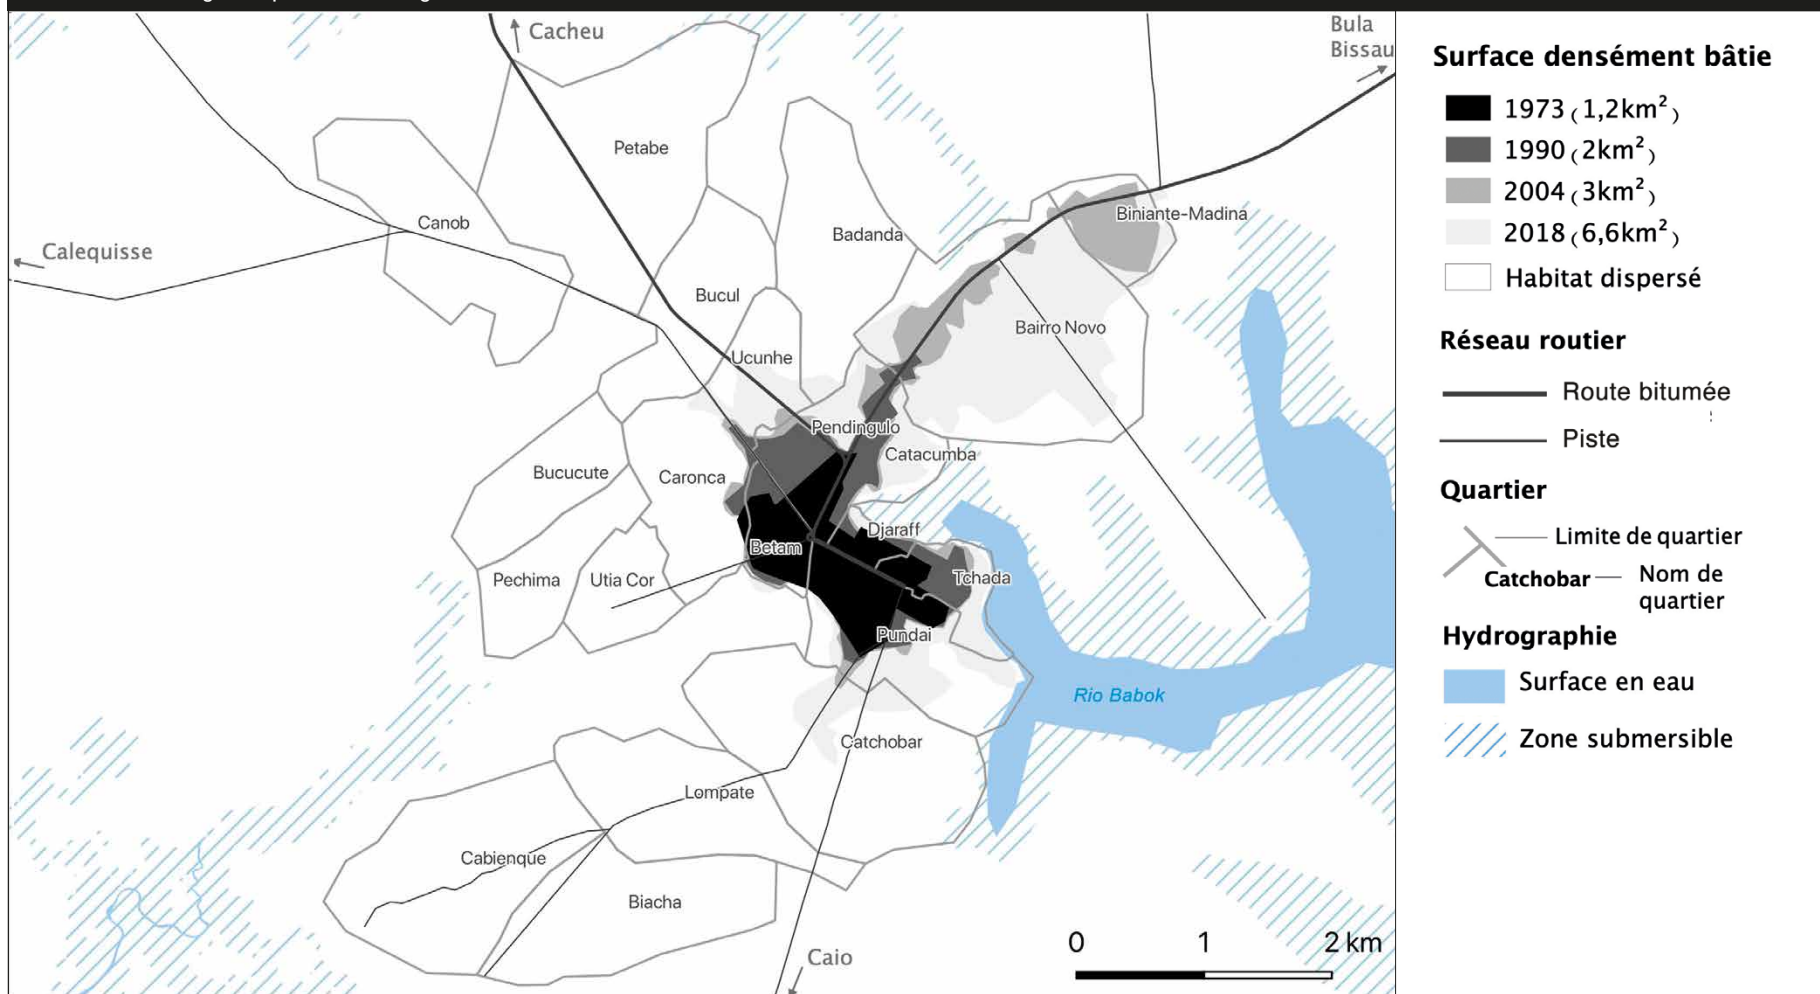 Cacheu
Bula
Bissau
Petabe
Canob
Badanda
Biniante-Madina
Calequisse
Bucul
Bairro Novo
Ucunhe
Pendingulo
Catacumba
Bucucute
Caronca
Djaraff
Betam
Pechima
Utia Cor
Tchada
Pundai
Rio Babok
Catchobar
Lompate
Cabienque
Biacha
Caio
0 1 2 km
Surface densément bâtie
1973 (1,2km²)
1990 (2km²)
2004 (3km²)
2018 (6,6km²)
Habitat dispersé
Réseau routier
Route bitumée
Piste
Quartier
Limite de quartier
Catchobar
Nom de
quartier
Hydrographie
Surface en eau
Zone submersible